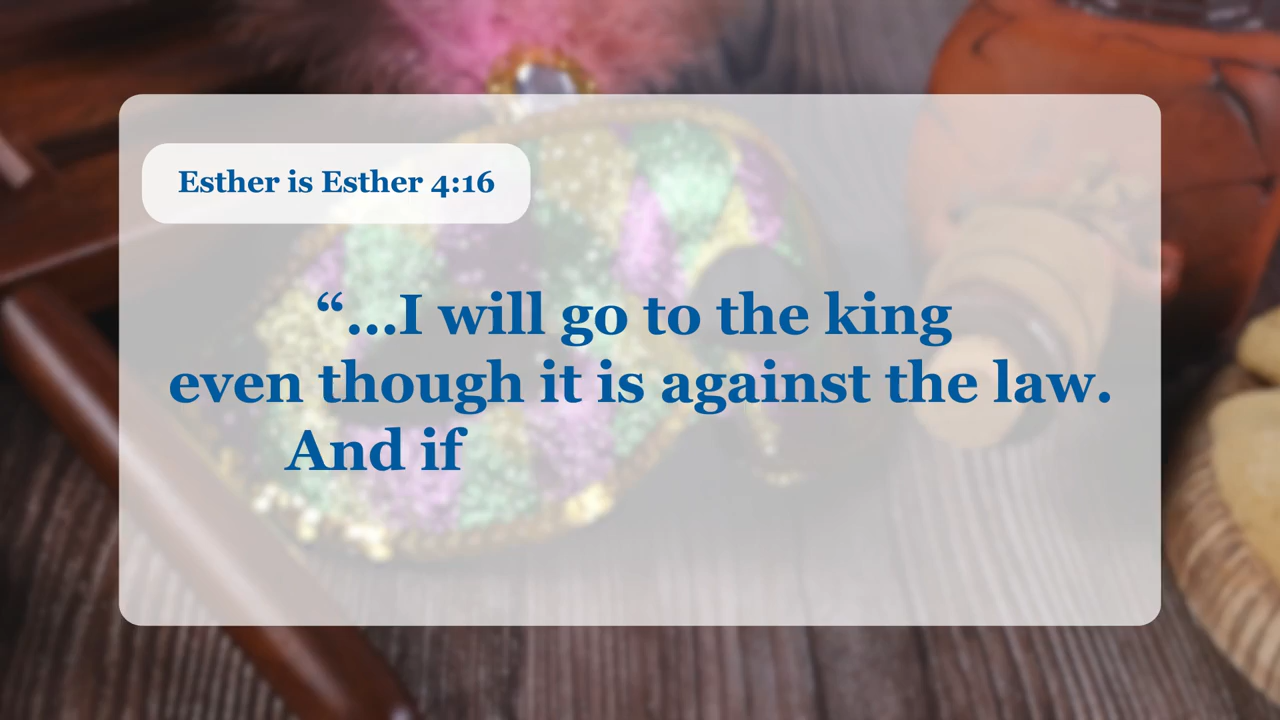 Esther is Esther 4:16
“...I will go to the king
even though it is against the law.
And if